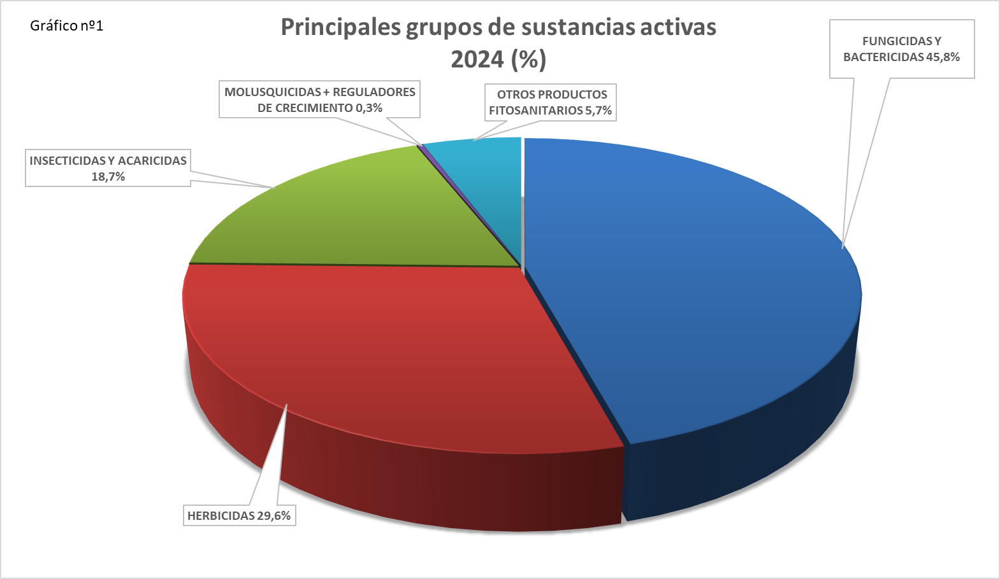 Gráfico nº1
Principales grupos de sustancias activas
2024 (%)
FUNGICIDAS Y
BACTERICIDAS 45,8%
MOLUSQUICIDAS + REGULADORES
DE CRECIMIENTO 0,3%
OTROS PRODUCTOS
FITOSANITARIOS 5,7%
INSECTICIDAS Y ACARICIDAS
18,7%
HERBICIDAS 29,6%